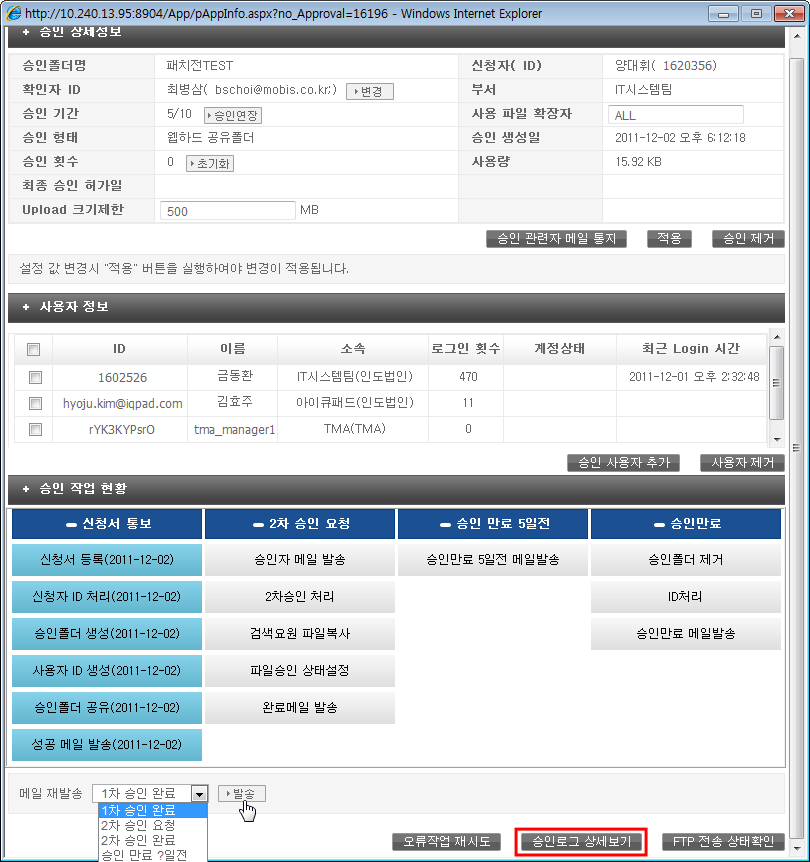 http://10.240.13.95:8904/App/pAppInfo.aspx?no_Approval=16196 - Windows Internet Explorer
+ 승인 상세정보
승인폴더명 패치전TEST 신청자( ID) 양대휘( 1620356)
확인자 ID 최병삼( bschoi@mobis.co.kr;) 변경 부서 IT시스템팀
승인 기간 5/10 승인연장 사용 파일 확장자 ALL
승인 형태 웹하드 공유폴더 승인 생성일 2011-12-02 오후 6:12:18
승인 횟수 0 초기화 사용량 15.92 KB
최종 승인 허가일
Upload 크기제한 500 MB
승인 관련자 메일 통지 적용 승인 제거
설정 값 변경시 "적용" 버튼을 실행하여야 변경이 적용됩니다.
+ 사용자 정보
ID 이름 소속 로그인 횟수 계정상태 최근 Login 시간
1602526 금동환 IT시스템팀(인도법인) 470 2011-12-01 오후 2:32:48
hyoju.kim@iqpad.com 김효주 아이큐패드(인도법인) 11
rYK3KYPsrO tma_manager1 TMA(TMA) 0
승인 사용자 추가 사용자 제거
+ 승인 작업 현황
신청서 통보 2차 승인 요청 승인 만료 5일전 승인만료
신청서 등록(2011-12-02) 승인자 메일 발송 승인만료 5일전 메일발송 승인폴더 제거
신청자 ID 처리(2011-12-02) 2차승인 처리 ID처리
승인폴더 생성(2011-12-02) 검색요원 파일복사 승인만료 메일발송
사용자 ID 생성(2011-12-02) 파일승인 상태설정
승인폴더 공유(2011-12-02) 완료메일 발송
성공 메일 발송(2011-12-02)
메일 재발송 1차 승인 완료 발송
1차 승인 완료
2차 승인 요청
2차 승인 완료
승인 만료 ?일전
오류작업 재시도 승인로그 상세보기 FTP 전송 상태확인